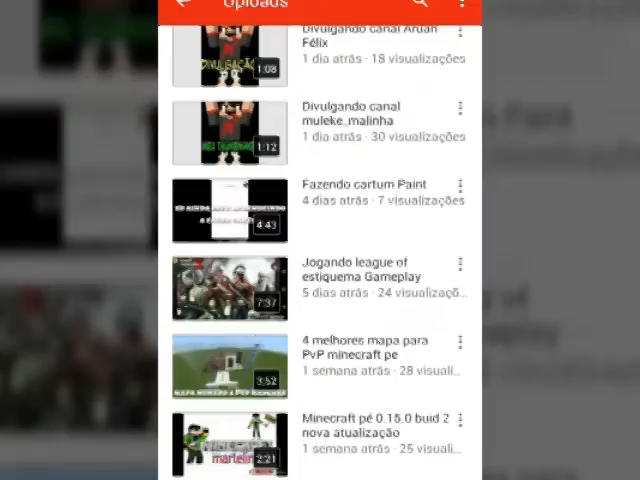 Uploads
Divulgando canal Aruan
Félix
1 dia atrás · 18 visualizações
DIVULGAÇÃO
1:08
Divulgando canal
muleke_malinha
1 dia atrás · 30 visualizações
1:12
Fazendo cartum Paint
4 dias atrás · 7 visualizações
4:43
Jogando league of
estiquema Gameplay
5 dias atrás · 24 visualizaçõ...
7:37
4 melhores mapa para
PvP minecraft pe
1 semana atrás · 28 visuali...
3:52
Minecraft pé 0.15.0 buid 2
nova atualização
1 semana atrás · 25 visuali...
2:21